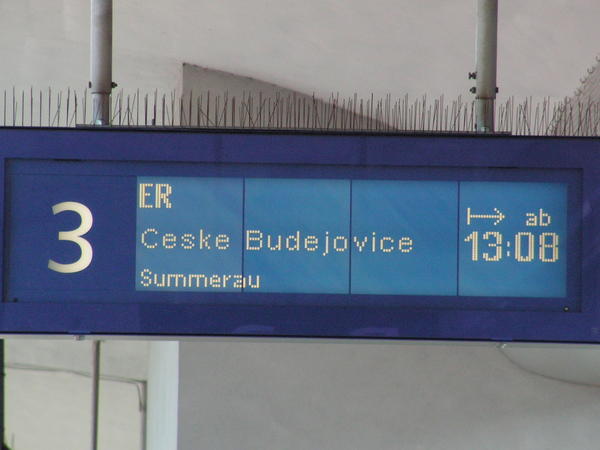 3
ER
Ceske Budejovice
Summerau
ab
13:08